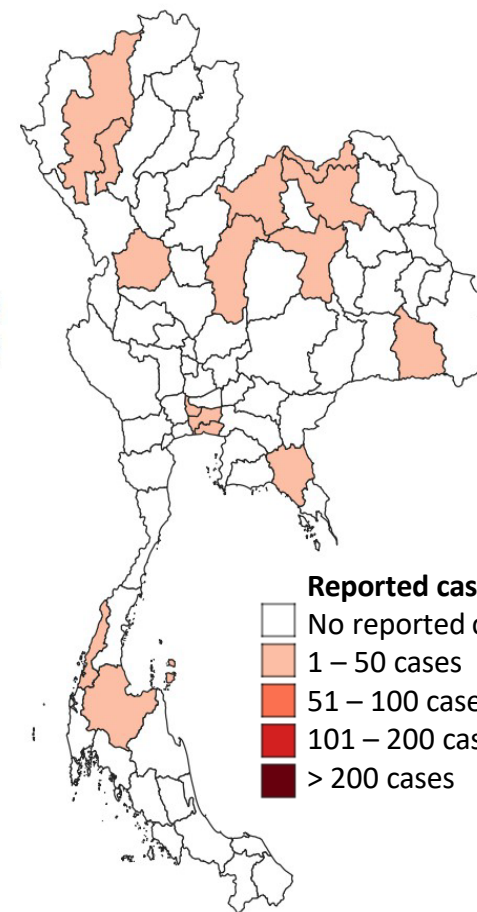 Reported cas
No reported c
1 – 50 cases
51 – 100 case
101 – 200 cas
> 200 cases